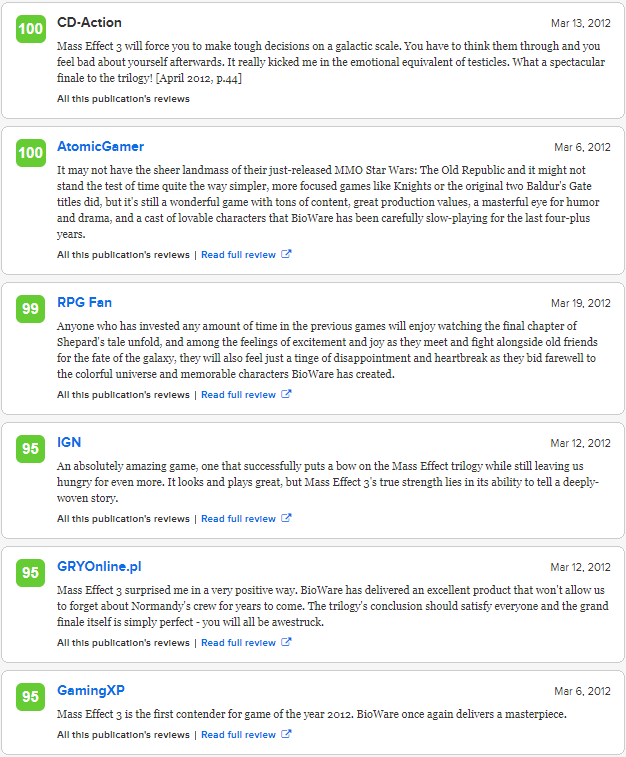 100
CD-Action
Mar 13, 2012
Mass Effect 3 will force you to make tough decisions on a galactic scale. You have to think them through and you
feel bad about yourself afterwards. It really kicked me in the emotional equivalent of testicles. What a spectacular
finale to the trilogy! [April 2012, p.44]
All this publication's reviews
100
AtomicGamer
Mar 6, 2012
It may not have the sheer landmass of their just-released MMO Star Wars: The Old Republic and it might not
stand the test of time quite the way simpler, more focused games like Knights or the original two Baldur's Gate
titles did, but it's still a wonderful game with tons of content, great production values, a masterful eye for humor
and drama, and a cast of lovable characters that BioWare has been carefully slow-playing for the last four-plus
years.
All this publication's reviews | Read full review
99
RPG Fan
Mar 19, 2012
Anyone who has invested any amount of time in the previous games will enjoy watching the final chapter of
Shepard's tale unfold, and among the feelings of excitement and joy as they meet and fight alongside old friends
for the fate of the galaxy, they will also feel just a tinge of disappointment and heartbreak as they bid farewell to
the colorful universe and memorable characters BioWare has created.
All this publication's reviews | Read full review
95
IGN
Mar 12, 2012
An absolutely amazing game, one that successfully puts a bow on the Mass Effect trilogy while still leaving us
hungry for even more. It looks and plays great, but Mass Effect 3's true strength lies in its ability to tell a deeply-
woven story.
All this publication's reviews | Read full review
95
GRYOnline.pl
Mar 12, 2012
Mass Effect 3 surprised me in a very positive way. BioWare has delivered an excellent product that won't allow us
to forget about Normandy's crew for years to come. The trilogy's conclusion should satisfy everyone and the grand
finale itself is simply perfect - you will all be awestruck.
All this publication's reviews | Read full review
95
GamingXP
Mar 6, 2012
Mass Effect 3 is the first contender for game of the year 2012. BioWare once again delivers a masterpiece.
All this publication's reviews | Read full review